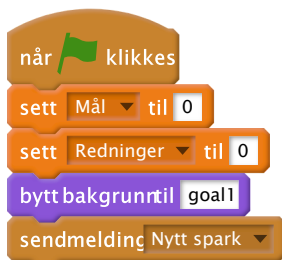 når klikkes
sett Mål til 0
sett Redninger til 0
bytt bakgrunn til goal1
sendmelding Nytt spark